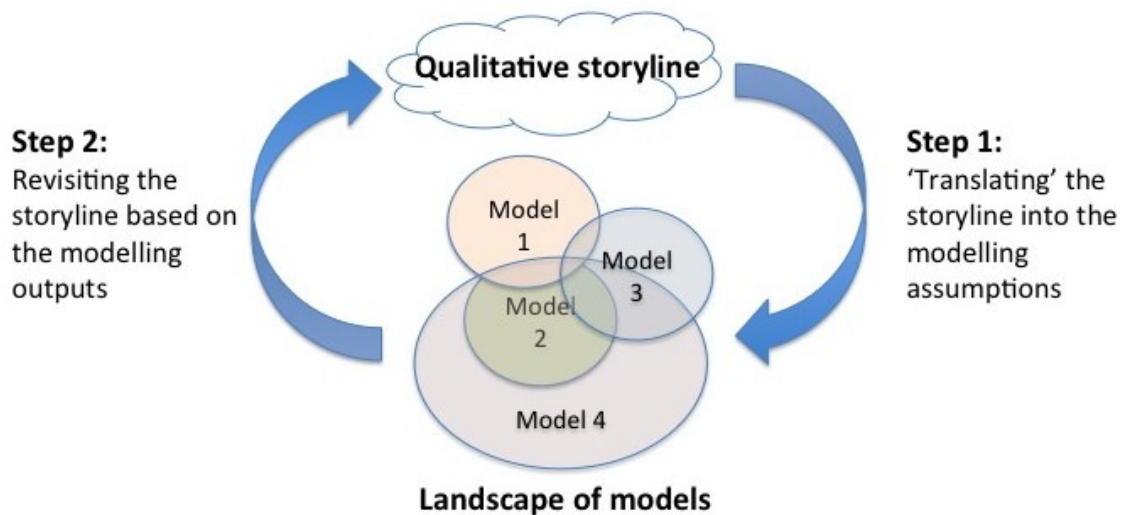 Qualitative storyline
Step 2:
Revisiting the
storyline based on
the modelling
outputs
Step 1:
‘Translating’ the
storyline into the
modelling
assumptions
Model
1
Model
3
Model
2
Model 4
Landscape of models